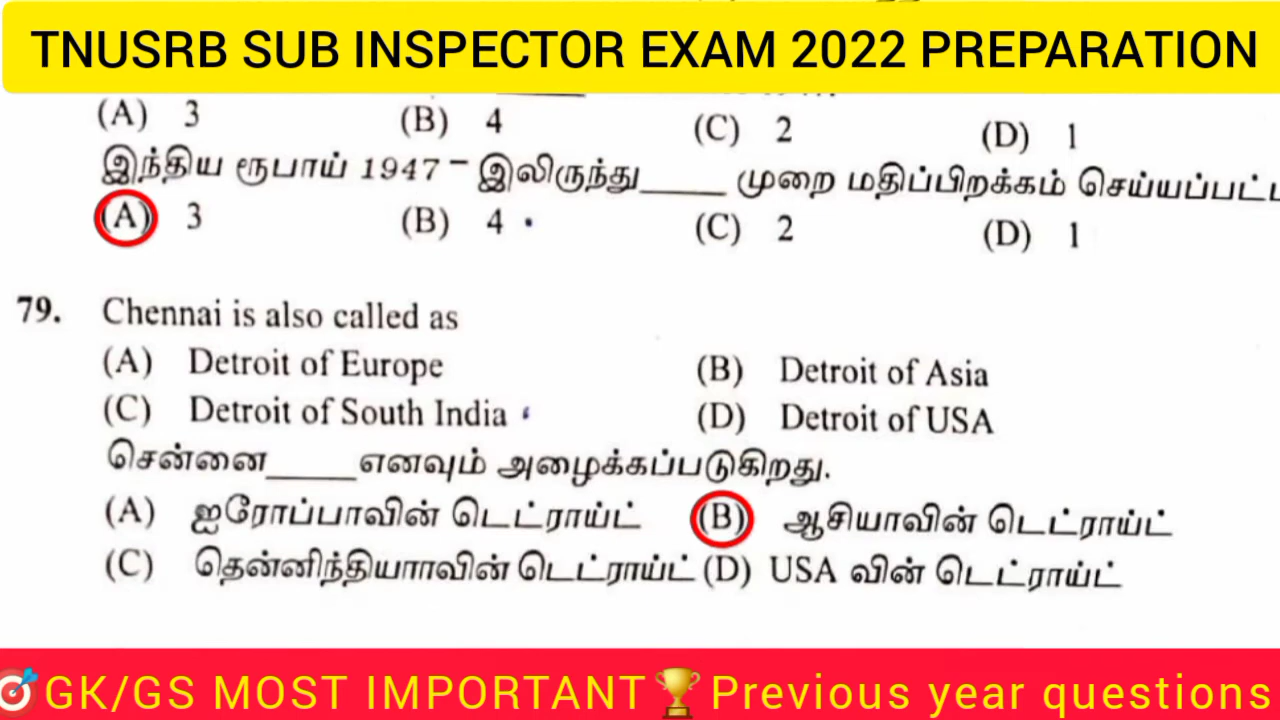 TNUSRB SUB INSPECTOR EXAM 2022 PREPARATION
(A) 3 (B) 4 (C) 2 (D) 1
இந்திய ரூபாய் 1947 – இலிருந்து_____ முறை மதிப்பிறக்கம்
(A) 3 (B) 4 (C) 2 (D) 1
79. Chennai is also called as
(A) Detroit of Europe (B) Detroit of Asia
(C) Detroit of South India (D) Detroit of USA
சென்னை_____எனவும் அழைக்கப்படுகிறது.
(A) ஐரோப்பாவின் டெட்ராய்ட் (B) ஆசியாவின் டெட்ராய்ட்
(C) தென்னிந்தியாாவின் டெட்ராய்ட் (D) USA வின் டெட்ராய்ட்
GK/GS MOST IMPORTANT🏆Previous year questions